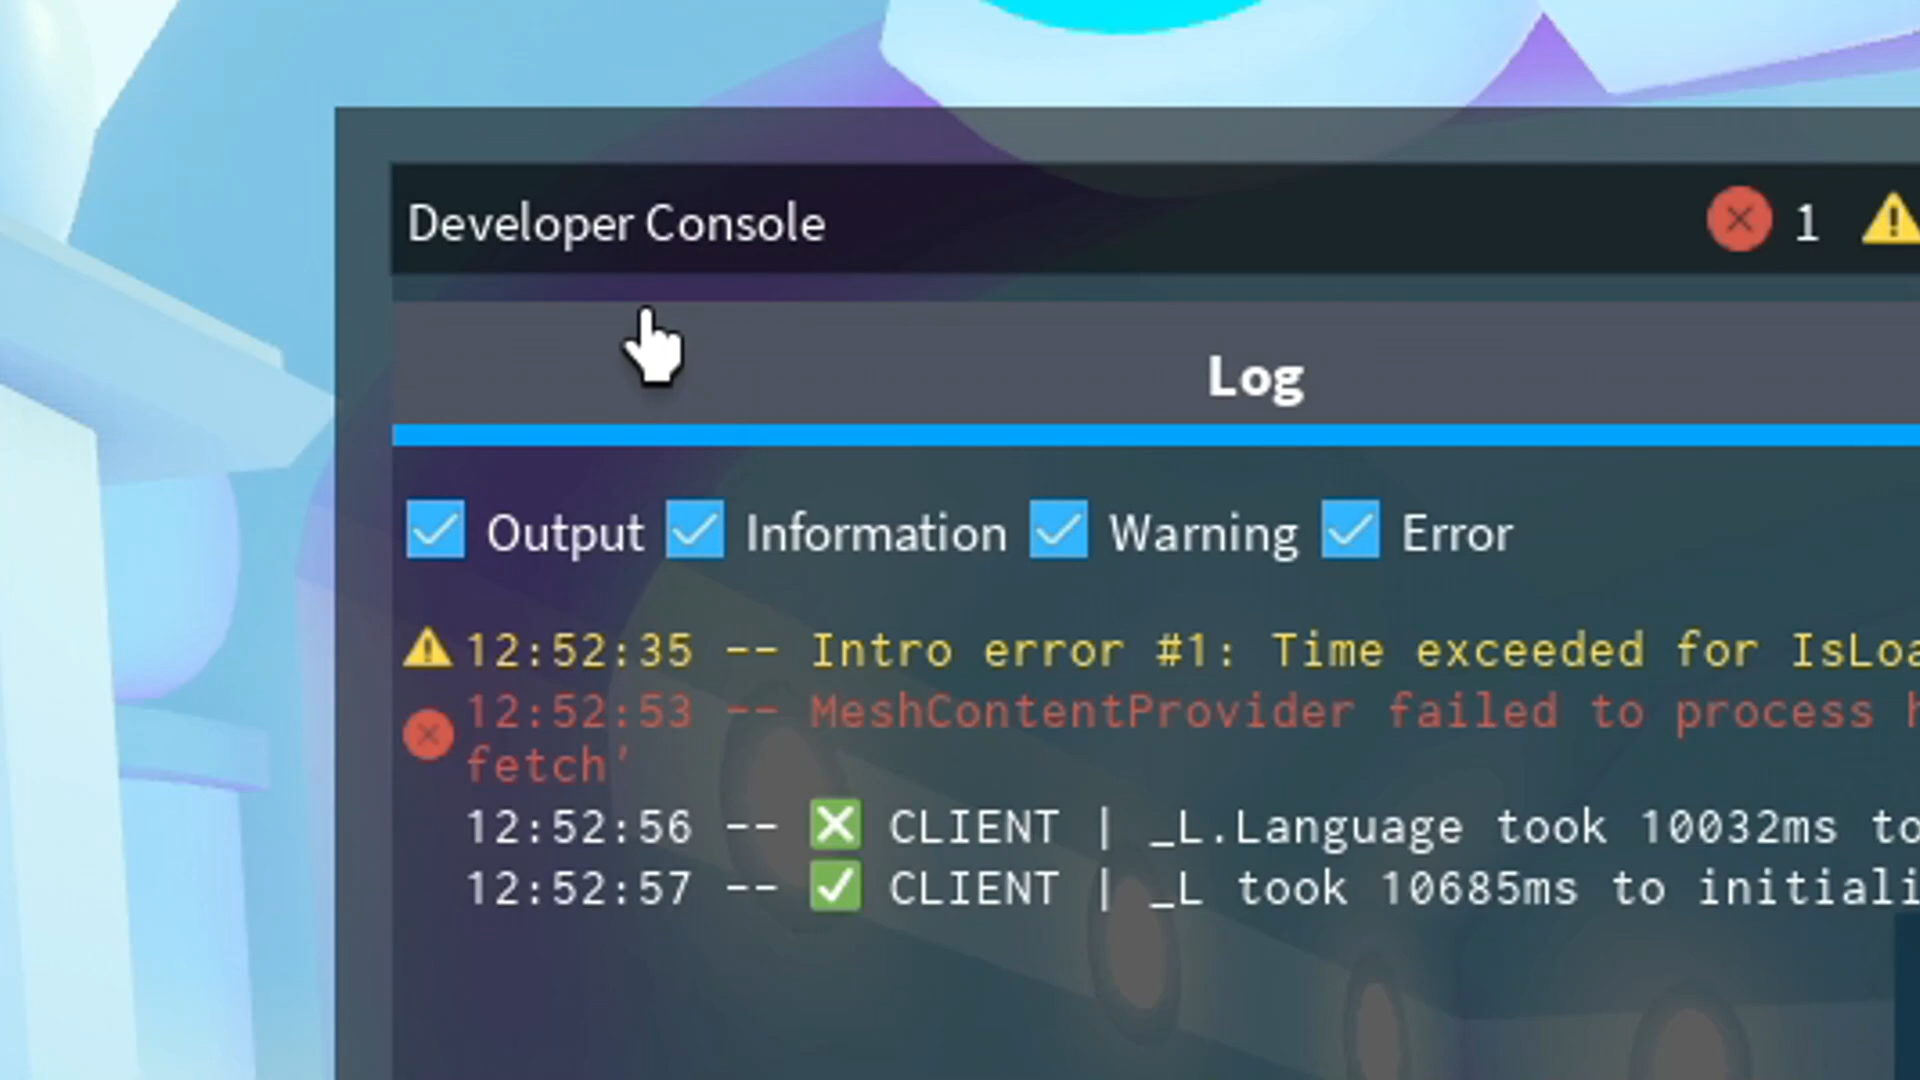 Developer Console 1
Log
Output Information Warning Error
12:52:35 -- Intro error #1: Time exceeded for
12:52:53 -- MeshContentProvider failed to process
fetch'
12:52:56 -- ❎ CLIENT | _L.Language took 10032ms to
12:52:57 -- ✅ CLIENT | _L took 10685ms to